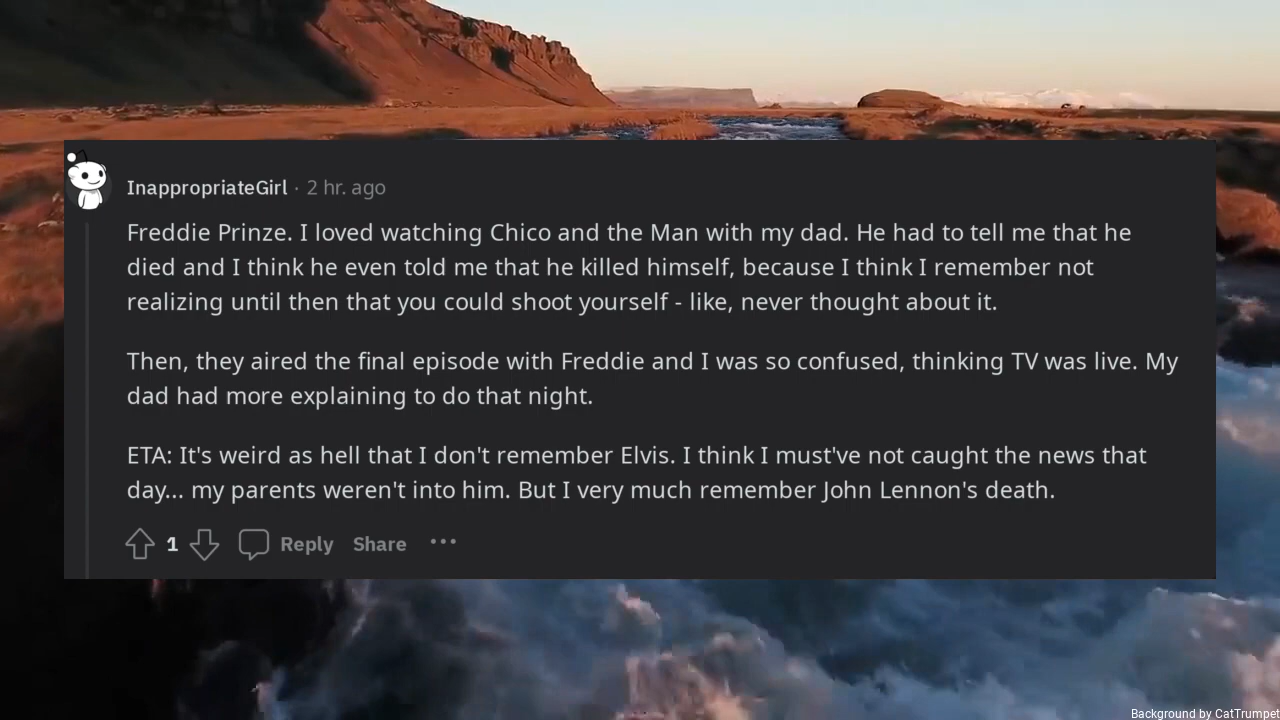 InappropriateGirl · 2 hr. ago
Freddie Prinze. I loved watching Chico and the Man with my dad. He had to tell me that he
died and I think he even told me that he killed himself, because I think I remember not
realizing until then that you could shoot yourself - like, never thought about it.
Then, they aired the final episode with Freddie and I was so confused, thinking TV was live. My
dad had more explaining to do that night.
ETA: It's weird as hell that I don't remember Elvis. I think I must've not caught the news that
day... my parents weren't into him. But I very much remember John Lennon's death.
1 Reply Share ···
Background by CatTrumpet